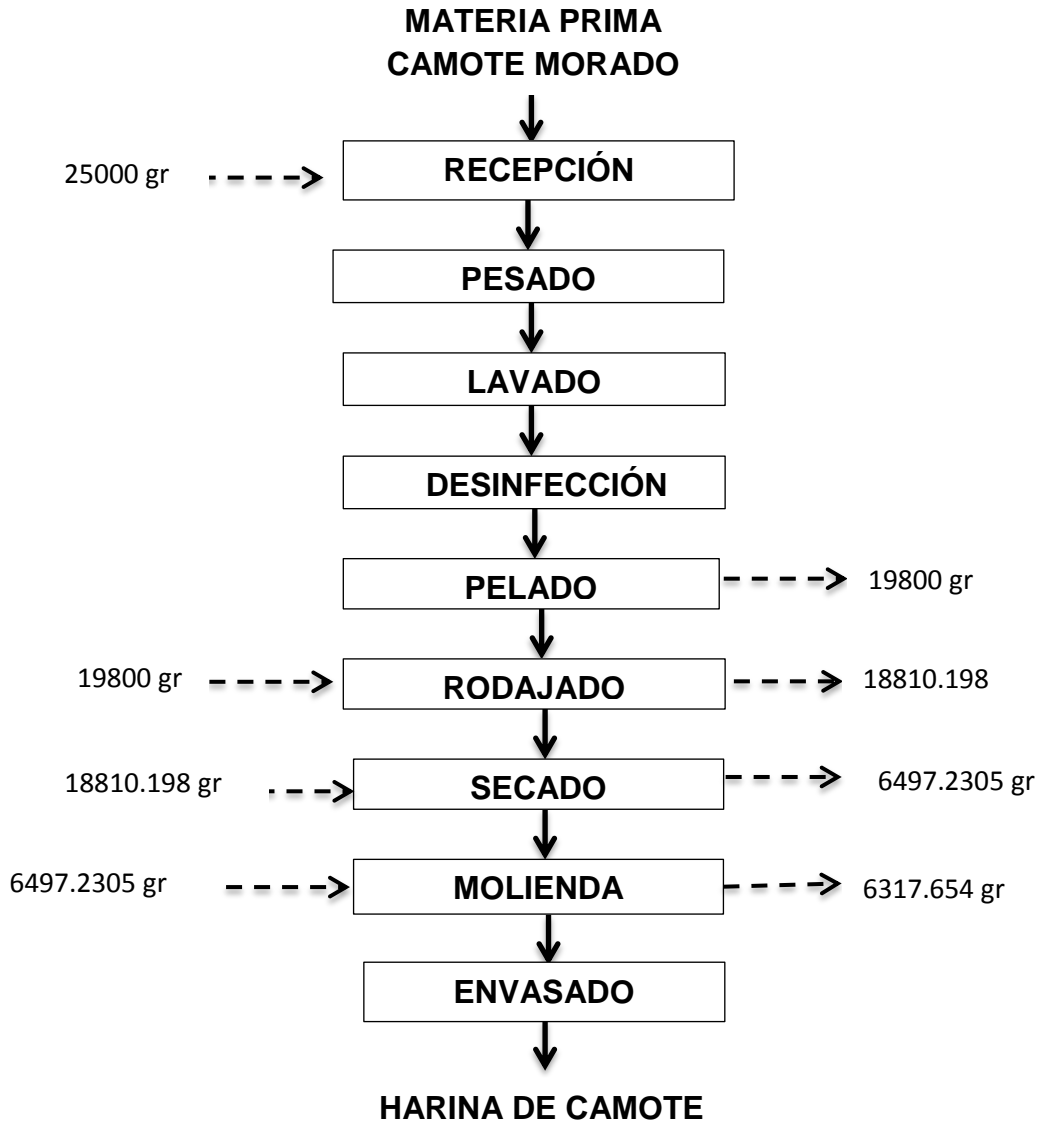 MATERIA PRIMA
CAMOTE MORADO
25000 gr
RECEPCIÓN
PESADO
LAVADO
DESINFECCIÓN
PELADO
19800 gr
19800 gr
RODAJADO
18810.198
18810.198 gr
SECADO
6497.2305 gr
6497.2305 gr
MOLIENDA
6317.654 gr
ENVASADO
HARINA DE CAMOTE